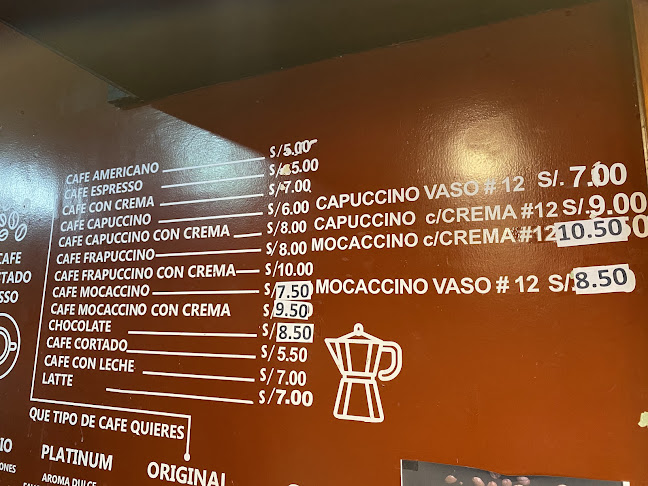 CAFE AMERICANO S/5.00
CAFE ESPRESSO S/5.00
CAFE CON CREMA S/7.00
CAFE CAPUCCINO S/6.00
CAFE CAPUCCINO CON CREMA S/8.00
CAFE FRAPUCCINO S/8.00
CAFE FRAPUCCINO CON CREMA S/10.00
CAFE MOCACCINO S/7.50
CAFE MOCACCINO CON CREMA S/9.50
CHOCOLATE S/8.50
CAFE CORTADO S/5.50
CAFE CON LECHE S/7.00
LATTE S/7.00
CAPUCCINO VASO # 12 S/. 7.00
CAPUCCINO c/CREMA #12 S/. 9.00
MOCACCINO c/CREMA #12 10.50
MOCACCINO VASO # 12 S/. 8.50
QUE TIPO DE CAFE QUIERES
PLATINUM
AROMA DULCE
ORIGINAL